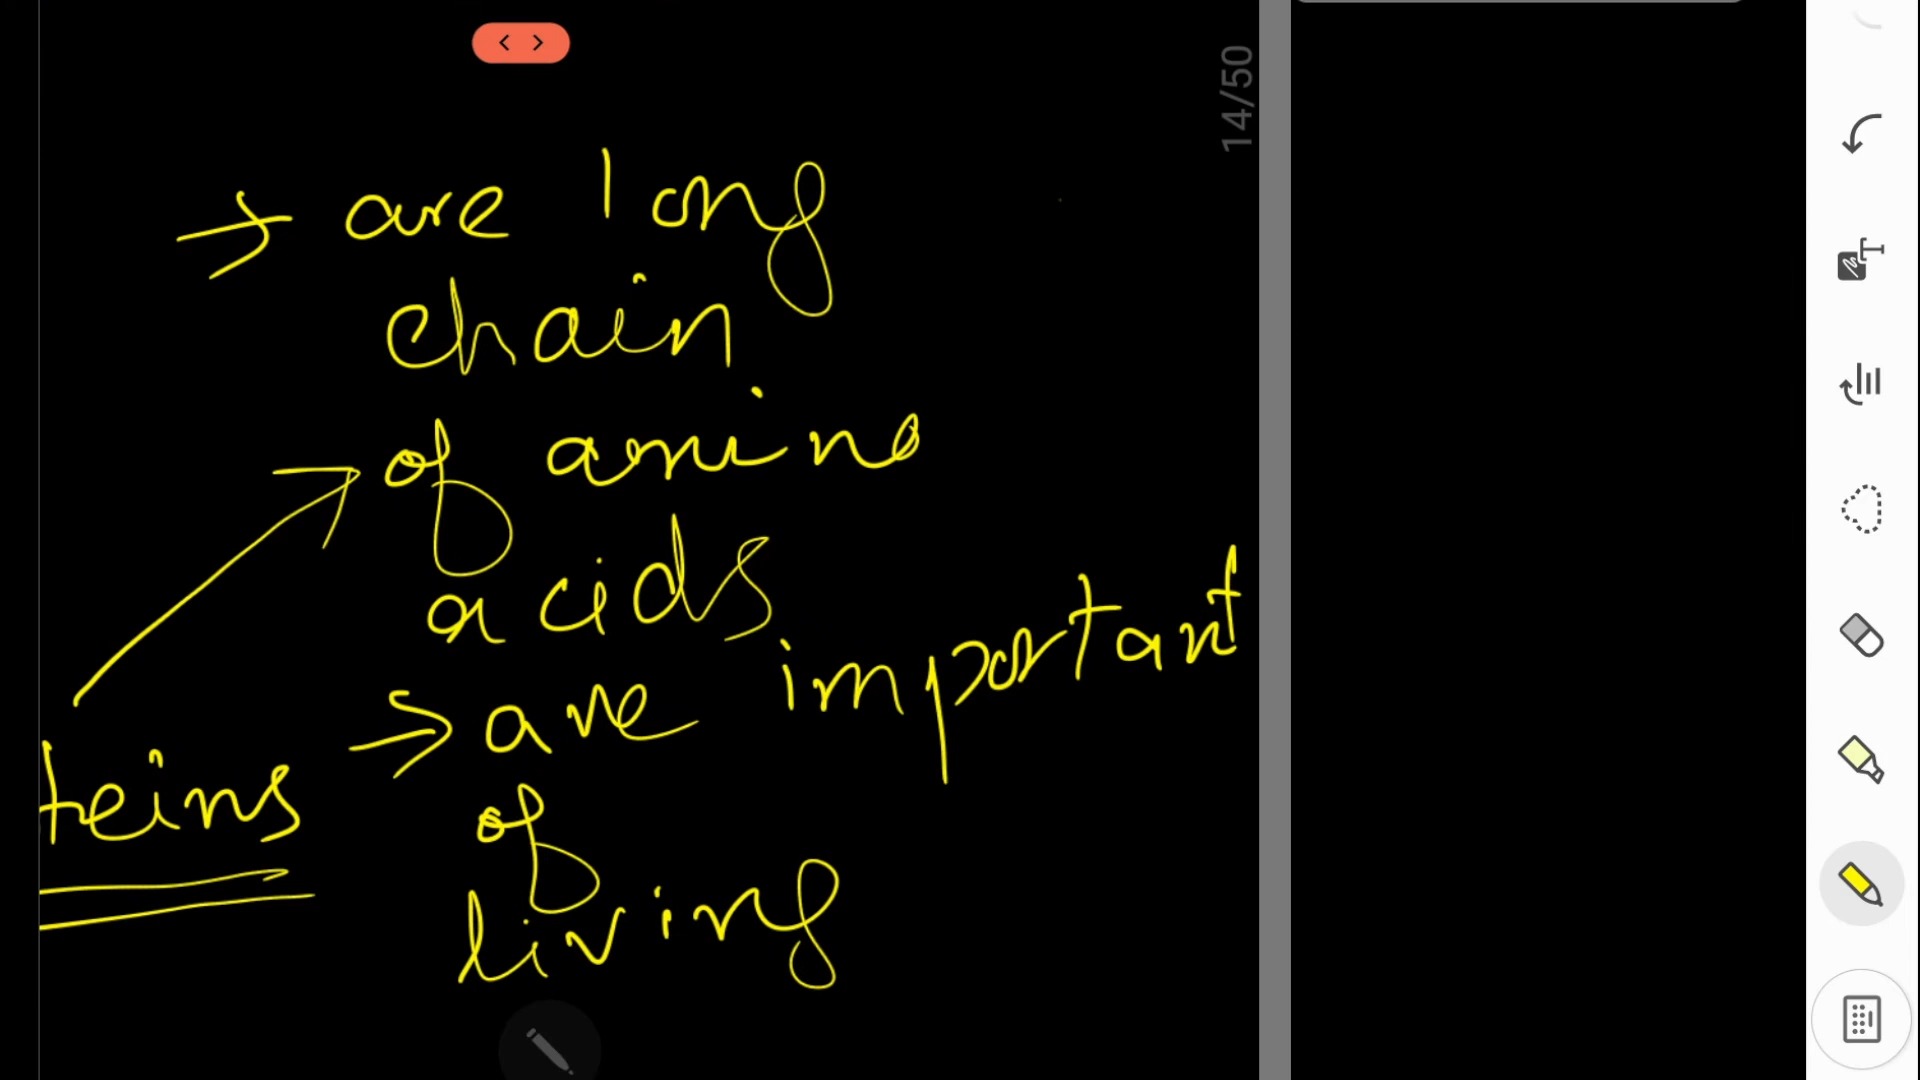 14/50
→ are long
chain
of amino
acids
teins → are important
of
living